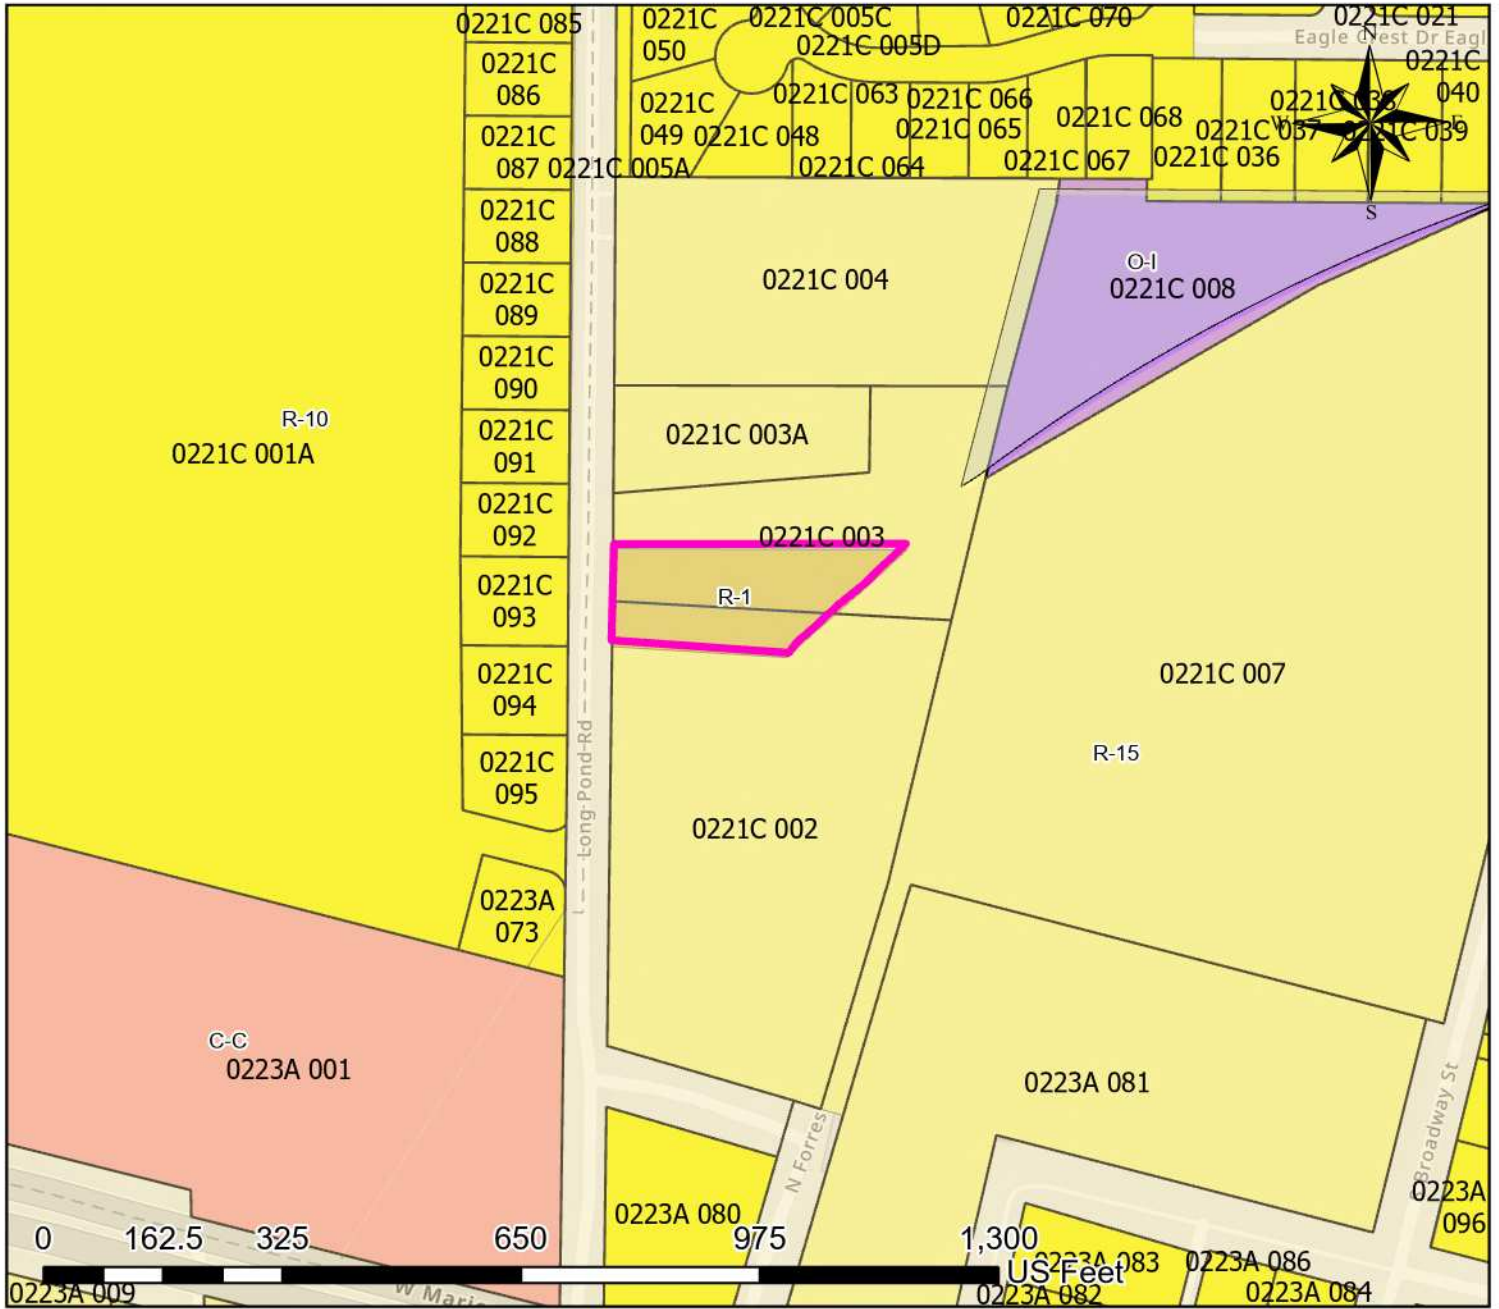 0221C 085
0221C
050
0221C 005C
0221C 070
0221C 021
0221C 005D
Eagle Crest Dr Eagl
N
0221C
086
0221C
040
0221C
049
0221C 063
0221C 066
0221C 038
0221C 068
0221C 065
0221C 037
0221C 039
W
E
0221C
087
0221C 048
0221C 005A
0221C 064
0221C 067
0221C 036
S
0221C
088
O-I
0221C 008
0221C 004
0221C
089
0221C
090
R-10
0221C 001A
0221C
091
0221C 003A
0221C
092
0221C 003
0221C
093
R-1
0221C
094
0221C 007
R-15
0221C
095
Long Pond Rd
0221C 002
0223A
073
C-C
0223A 001
0223A 081
N Forres
Broadway St
0223A
096
0223A 080
0
162.5
325
650
975
1,300
US Feet
0223A 083
0223A 086
0223A 009
W Mari
0223A 082
0223A 084